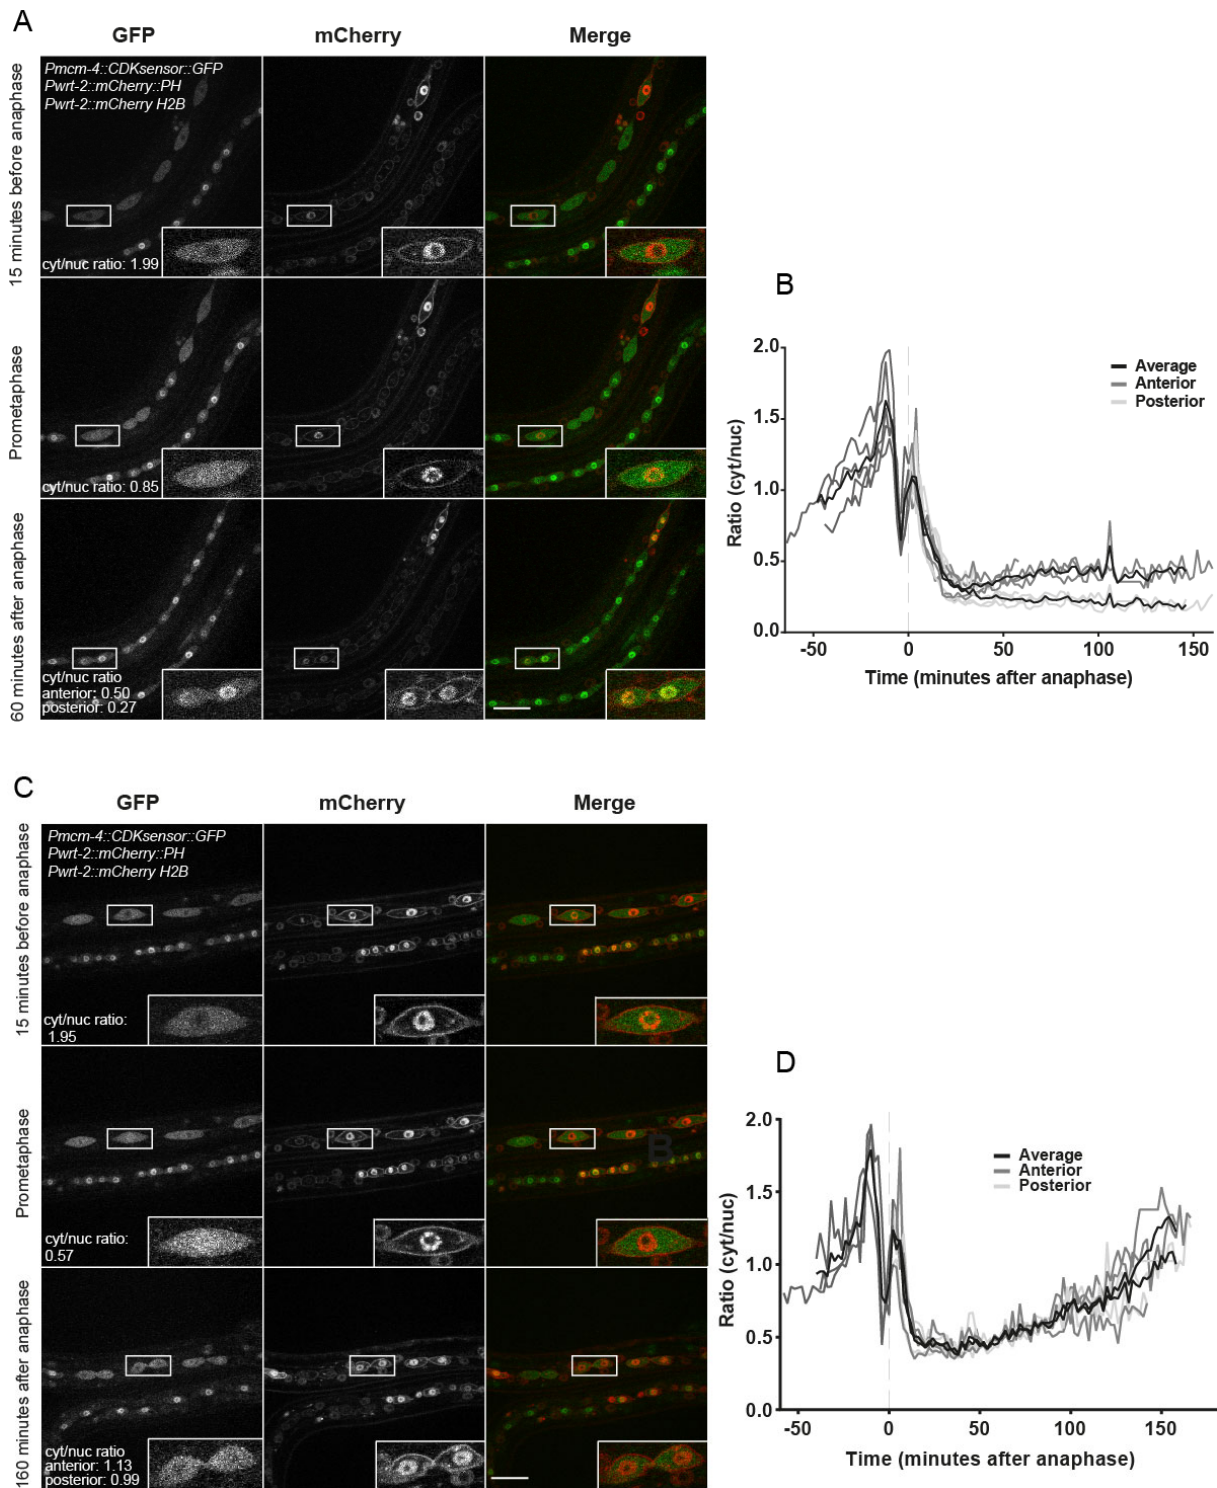 A
GFP mCherry Merge
15 minutes before anaphase
Pmcm-4::CDKsensor::GFP
Pwrt-2::mCherry::PH
Pwrt-2::mCherry H2B
cyt/nuc ratio: 1.99
Prometaphase
cyt/nuc ratio: 0.85
60 minutes after anaphase
cyt/nuc ratio
anterior: 0.50
posterior: 0.27
B
Ratio (cyt/nuc)
2.0
1.5
1.0
0.5
0.0
-50 0 50 100 150
Time (minutes after anaphase)
Average
Anterior
Posterior
C
GFP mCherry Merge
15 minutes before anaphase
Pmcm-4::CDKsensor::GFP
Pwrt-2::mCherry::PH
Pwrt-2::mCherry H2B
cyt/nuc ratio:
1.95
Prometaphase
B
cyt/nuc ratio:
0.57
160 minutes after anaphase
cyt/nuc ratio
anterior: 1.13
posterior: 0.99
D
Ratio (cyt/nuc)
2.0
1.5
1.0
0.5
0.0
-50 0 50 100 150
Time (minutes after anaphase)
Average
Anterior
Posterior